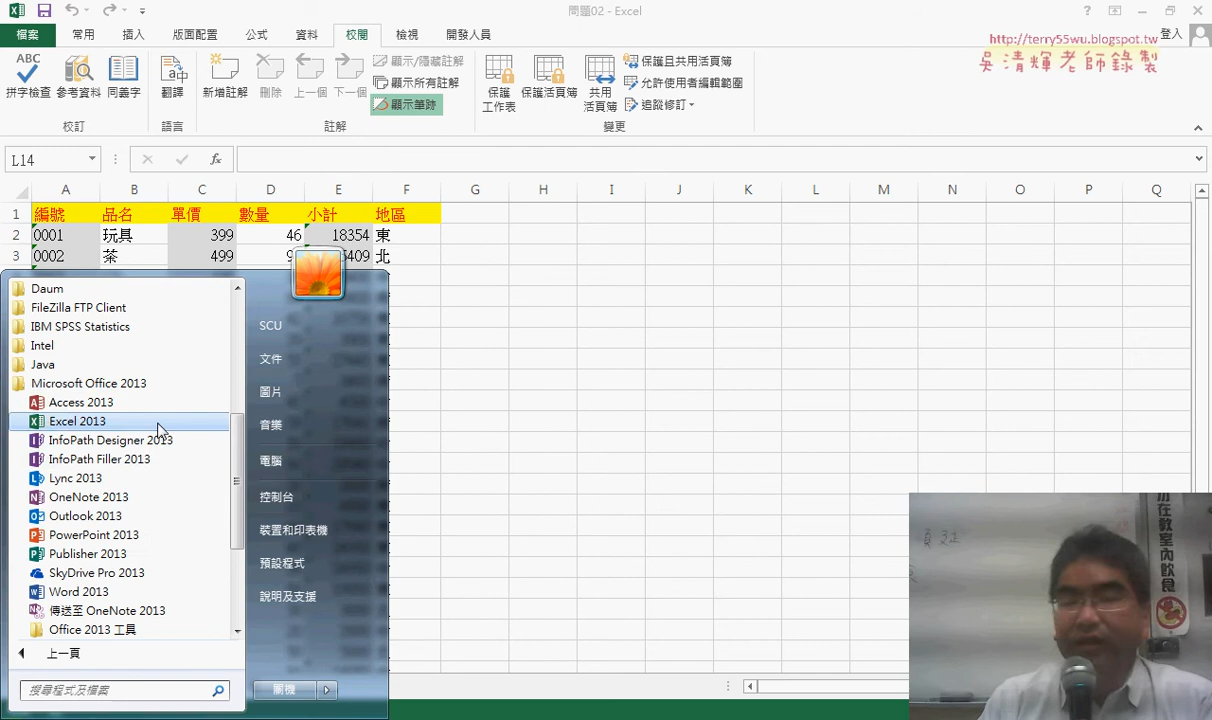 問題02 - Excel
檔案 常用 插入 版面配置 公式 資料 校閱 檢視 開發人員
登入
http://terry55wu.blogspot.tw
吳清輝老師錄製
ABC
拼字檢查 參考資料 同義字
校訂
翻譯
語言
新增註解 刪除 上一個 下一個
顯示/隱藏註解
顯示所有註解
顯示筆跡
註解
保護
工作表
保護活頁簿
共用
活頁簿
保護且共用活頁簿
允許使用者編輯範圍
追蹤修訂
變更
L14
fx
A B C D E F G H I J K L M N O P Q
1 編號 品名 單價 數量 小計 地區
2 0001 玩具 399 46 18354 東
3 0002 茶 499 北
Daum
FileZilla FTP Client
IBM SPSS Statistics
Intel
Java
Microsoft Office 2013
Access 2013
Excel 2013
InfoPath Designer 2013
InfoPath Filler 2013
Lync 2013
OneNote 2013
Outlook 2013
PowerPoint 2013
Publisher 2013
SkyDrive Pro 2013
Word 2013
傳送至 OneNote 2013
Office 2013 工具
上一頁
搜尋程式及檔案
SCU
文件
圖片
音樂
電腦
控制台
裝置和印表機
預設程式
說明及支援
關機
在教室內飲食